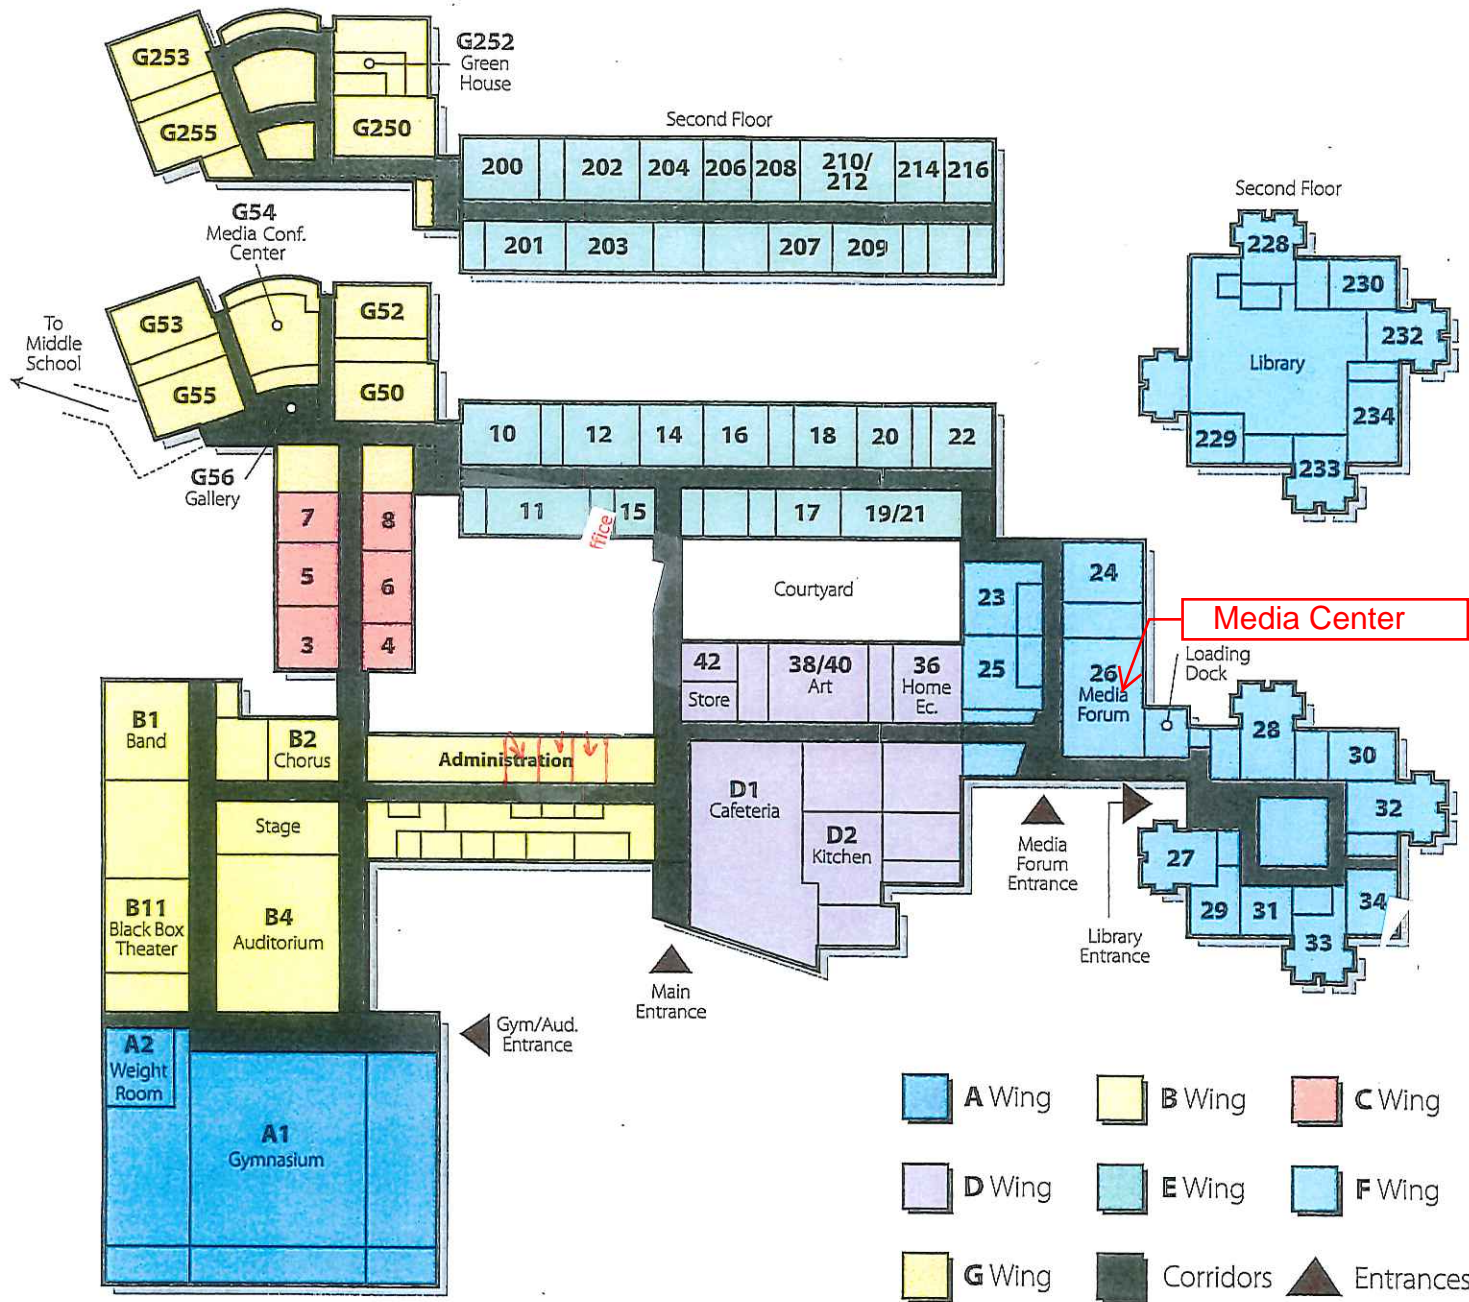 G253
G252
Green
House
G255
G250
Second Floor
200
202
204
206
208
210/
212
214
216
201
203
207
209
Second Floor
228
230
232
Library
234
229
233
G54
Media Conf.
Center
To
Middle
School
G53
G52
G55
G50
G56
Gallery
10
12
14
16
18
20
22
11
15
17
19/21
ffice
7
8
5
6
3
4
Courtyard
23
24
25
Media Center
26
Media
Forum
Loading
Dock
42
Store
38/40
Art
36
Home
Ec.
B1
Band
B2
Chorus
Administration
Stage
D1
Cafeteria
D2
Kitchen
28
30
32
27
29
31
33
34
Media
Forum
Entrance
Library
Entrance
B11
Black Box
Theater
B4
Auditorium
Main
Entrance
Gym/Aud.
Entrance
A2
Weight
Room
A1
Gymnasium
A Wing
B Wing
C Wing
D Wing
E Wing
F Wing
G Wing
Corridors
Entrances